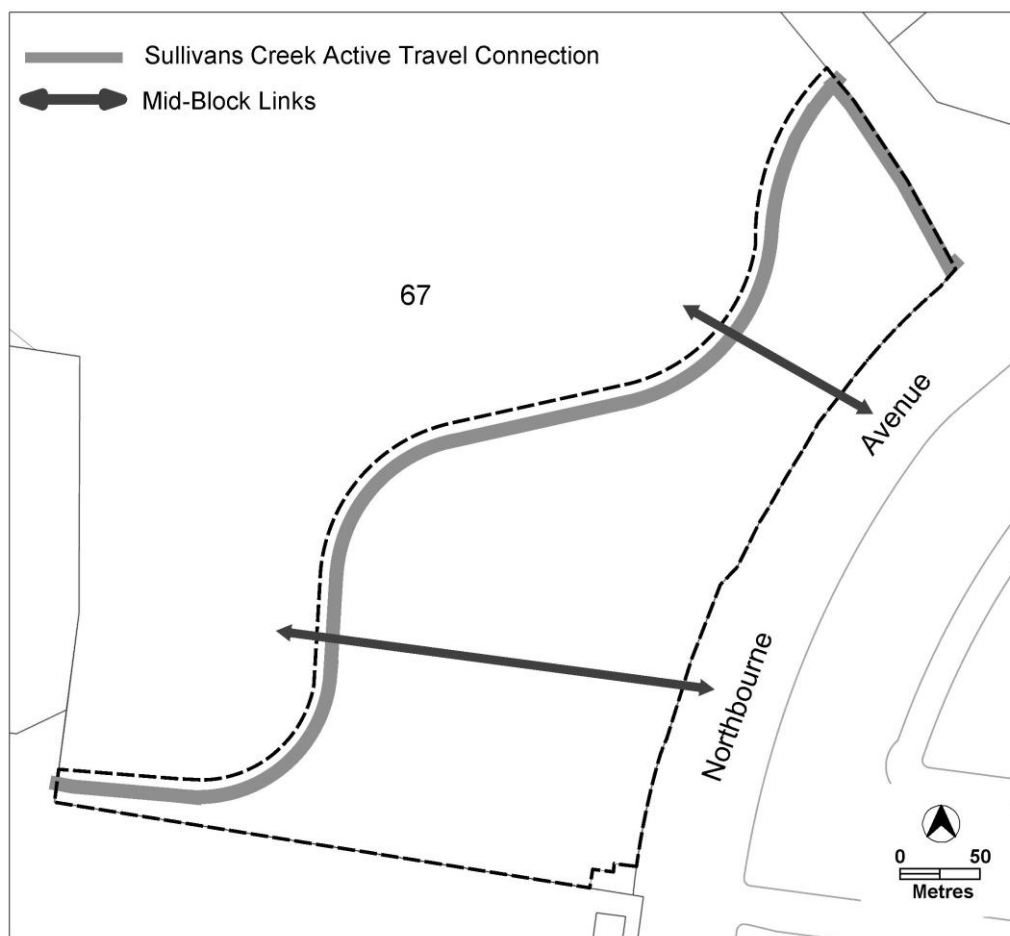 Sullivans Creek Active Travel Connection
Mid-Block Links
67
Avenue
Northbourne
0 50
Metres